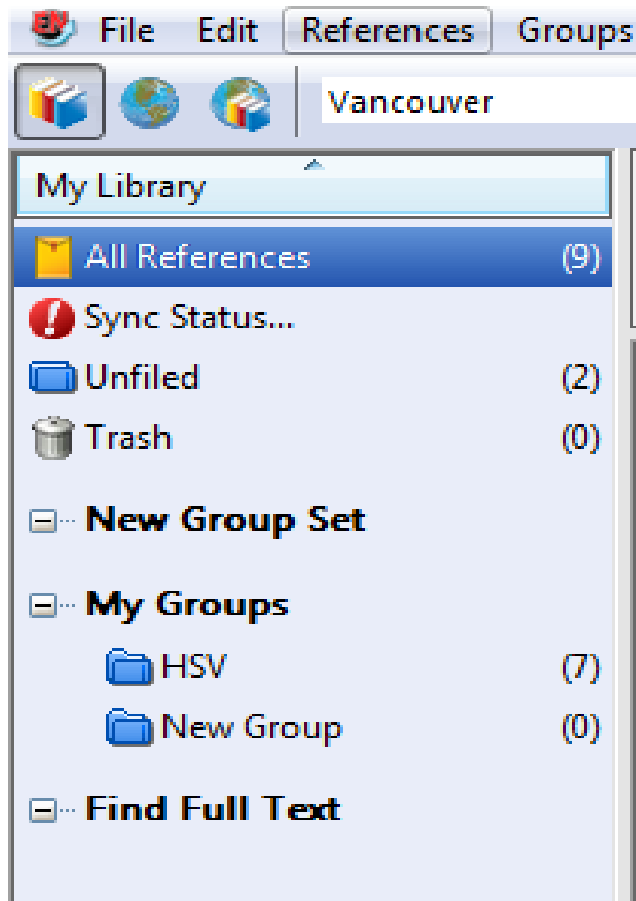 File Edit References Groups
Vancouver
My Library
All References (9)
Sync Status...
Unfiled (2)
Trash (0)
New Group Set
My Groups
HSV (7)
New Group (0)
Find Full Text